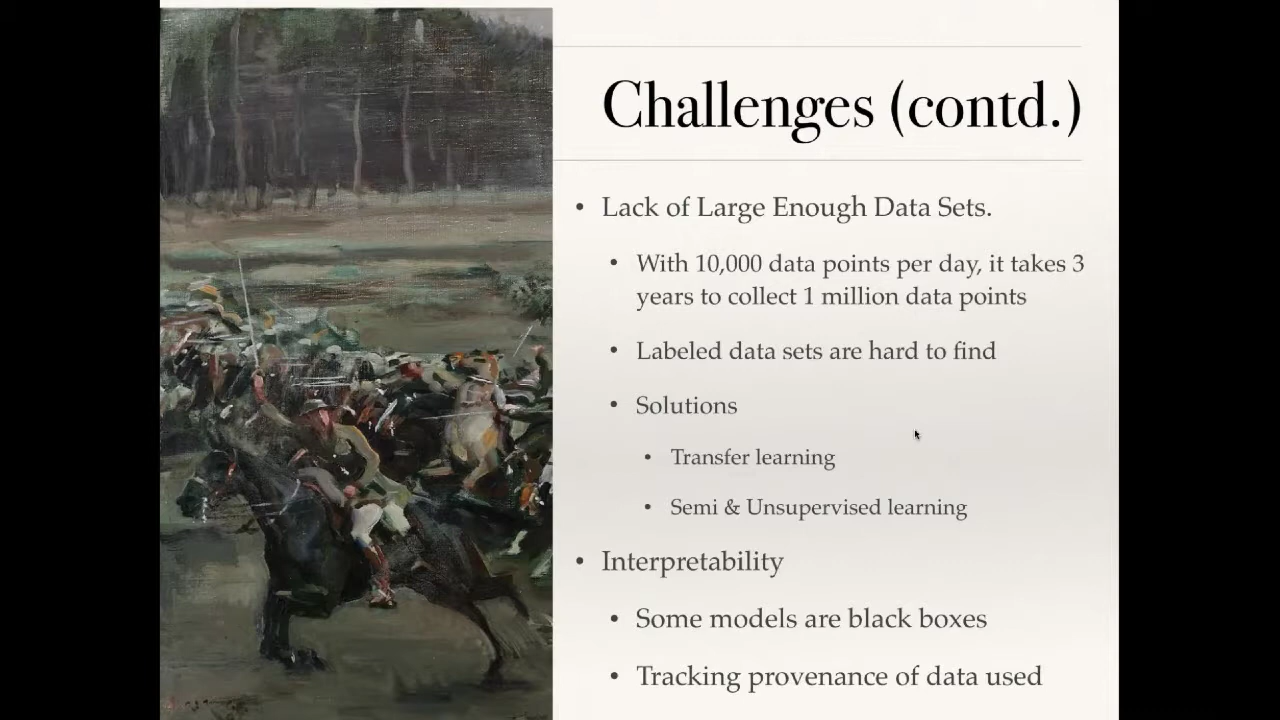 Challenges (contd.)
• Lack of Large Enough Data Sets.
• With 10,000 data points per day, it takes 3
years to collect 1 million data points
• Labeled data sets are hard to find
• Solutions
• Transfer learning
• Semi & Unsupervised learning
• Interpretability
• Some models are black boxes
• Tracking provenance of data used